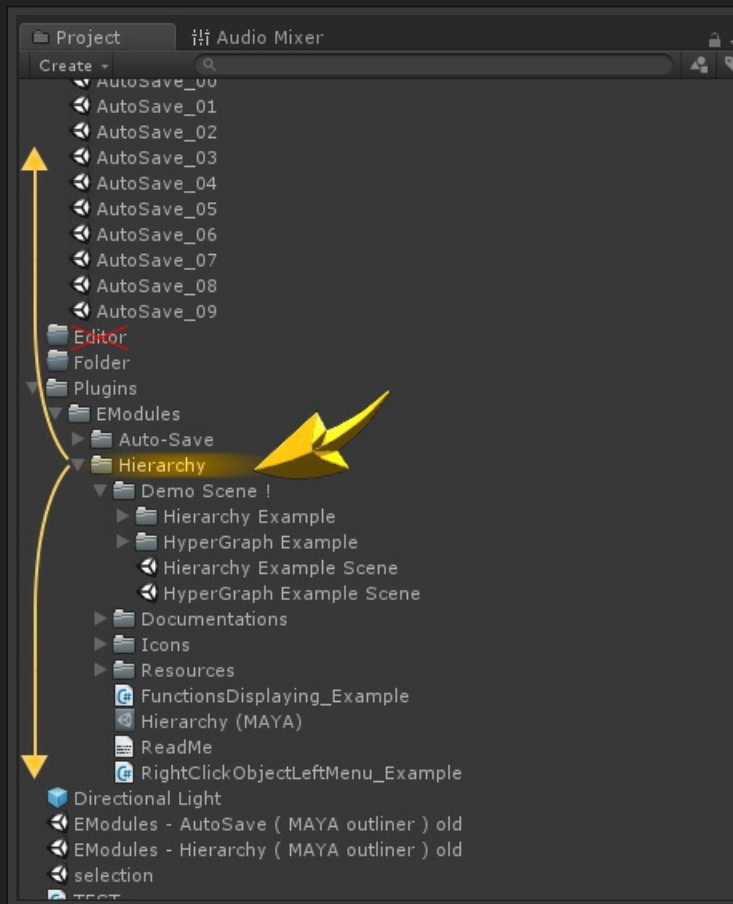 Project
Audio Mixer
Create
AutoSave_00
AutoSave_01
AutoSave_02
AutoSave_03
AutoSave_04
AutoSave_05
AutoSave_06
AutoSave_07
AutoSave_08
AutoSave_09
Editor
Folder
Plugins
EModules
Auto-Save
Hierarchy
Demo Scene !
Hierarchy Example
HyperGraph Example
Hierarchy Example Scene
HyperGraph Example Scene
Documentations
Icons
Resources
FunctionsDisplaying_Example
Hierarchy (MAYA)
ReadMe
RightClickObjectLeftMenu_Example
Directional Light
EModules - AutoSave ( MAYA outliner ) old
EModules - Hierarchy ( MAYA outliner ) old
selection
TEST